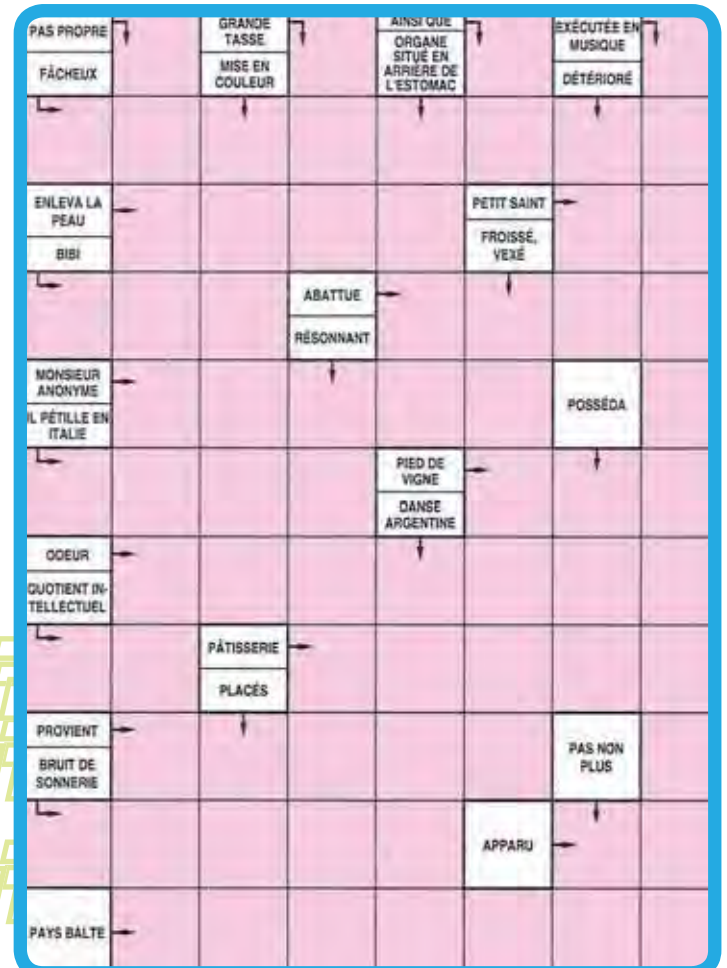 PAS PROPRE
FÂCHEUX
GRANDE
TASSE
MISE EN
COULEUR
AINSI QUE
ORGANE
SITUÉ EN
ARRIÈRE DE
L'ESTOMAC
EXÉCUTÉE EN
MUSIQUE
DÉTÉRIORÉ
ENLEVA LA
PEAU
BIBI
PETIT SAINT
FROISSÉ,
VEXÉ
ABATTUE
RÉSONNANT
MONSIEUR
ANONYME
IL PÉTILLE EN
ITALIE
POSSÉDA
PIED DE
VIGNE
DANSE
ARGENTINE
ODEUR
QUOTIENT IN-
TELLECTUEL
PÂTISSERIE
PLACÉS
PROVIENT
BRUIT DE
SONNERIE
PAS NON
PLUS
APPARU
PAYS BALTE